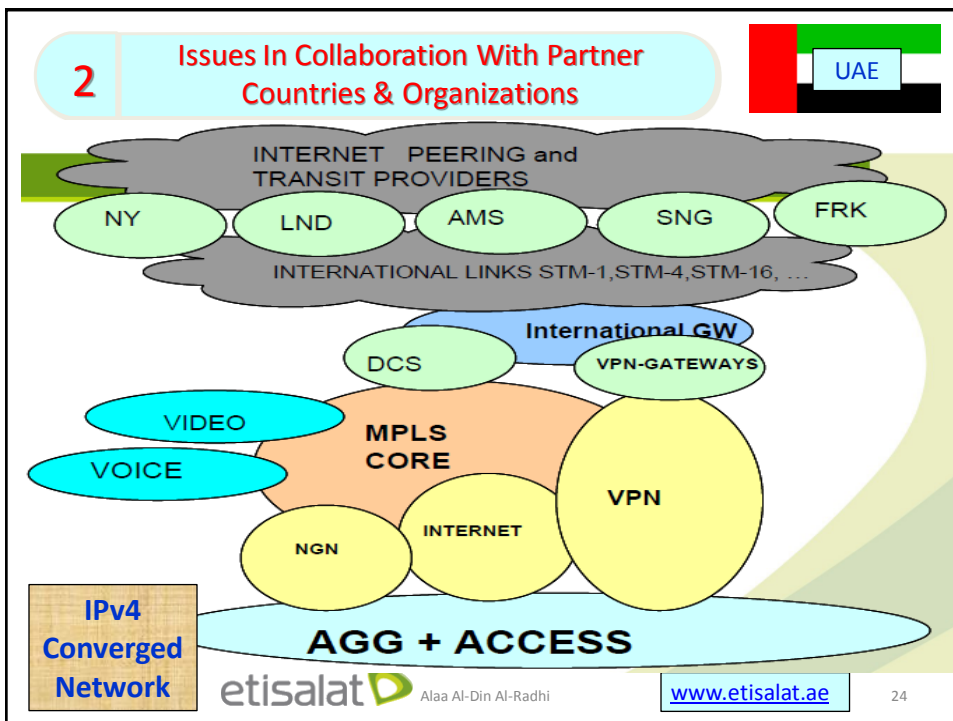 2
Issues In Collaboration With Partner
Countries & Organizations
UAE
INTERNET PEERING and
TRANSIT PROVIDERS
NY
LND
AMS
SNG
FRK
INTERNATIONAL LINKS STM-1,STM-4,STM-16, ...
International GW
DCS
VPN-GATEWAYS
VIDEO
MPLS
CORE
VOICE
VPN
INTERNET
NGN
IPv4
Converged
Network
AGG + ACCESS
etisalat
Alaa Al-Din Al-Radhi
www.etisalat.ae
24